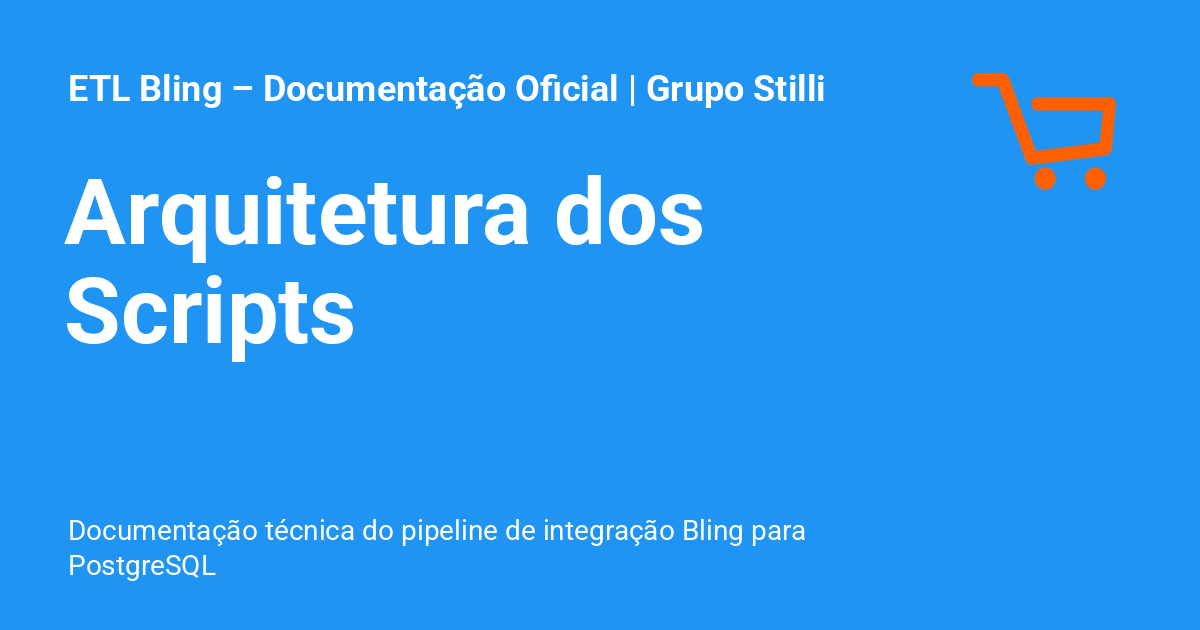 ETL Bling – Documentação Oficial | Grupo Stilli
Arquitetura dos
Scripts
Documentação técnica do pipeline de integração Bling para
PostgreSQL